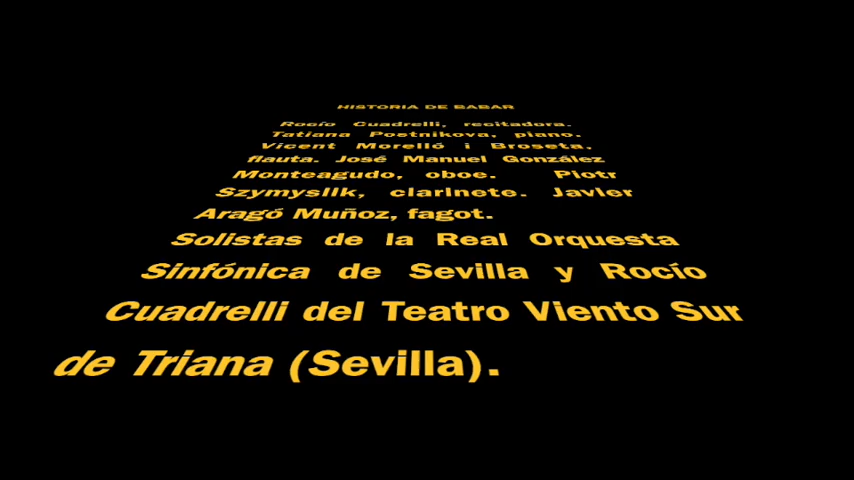 HISTORIA DE BABAR
Rocío Cuadrelli, recitadora.
Tatiana Postnikova, piano.
Vicent Morelló i Broseta,
flauta. José Manuel González
Monteagudo, oboe. Piotr
Szymyslik, clarinete. Javier
Aragó Muñoz, fagot.
Solistas de la Real Orquesta
Sinfónica de Sevilla y Rocío
Cuadrelli del Teatro Viento Sur
de Triana (Sevilla).